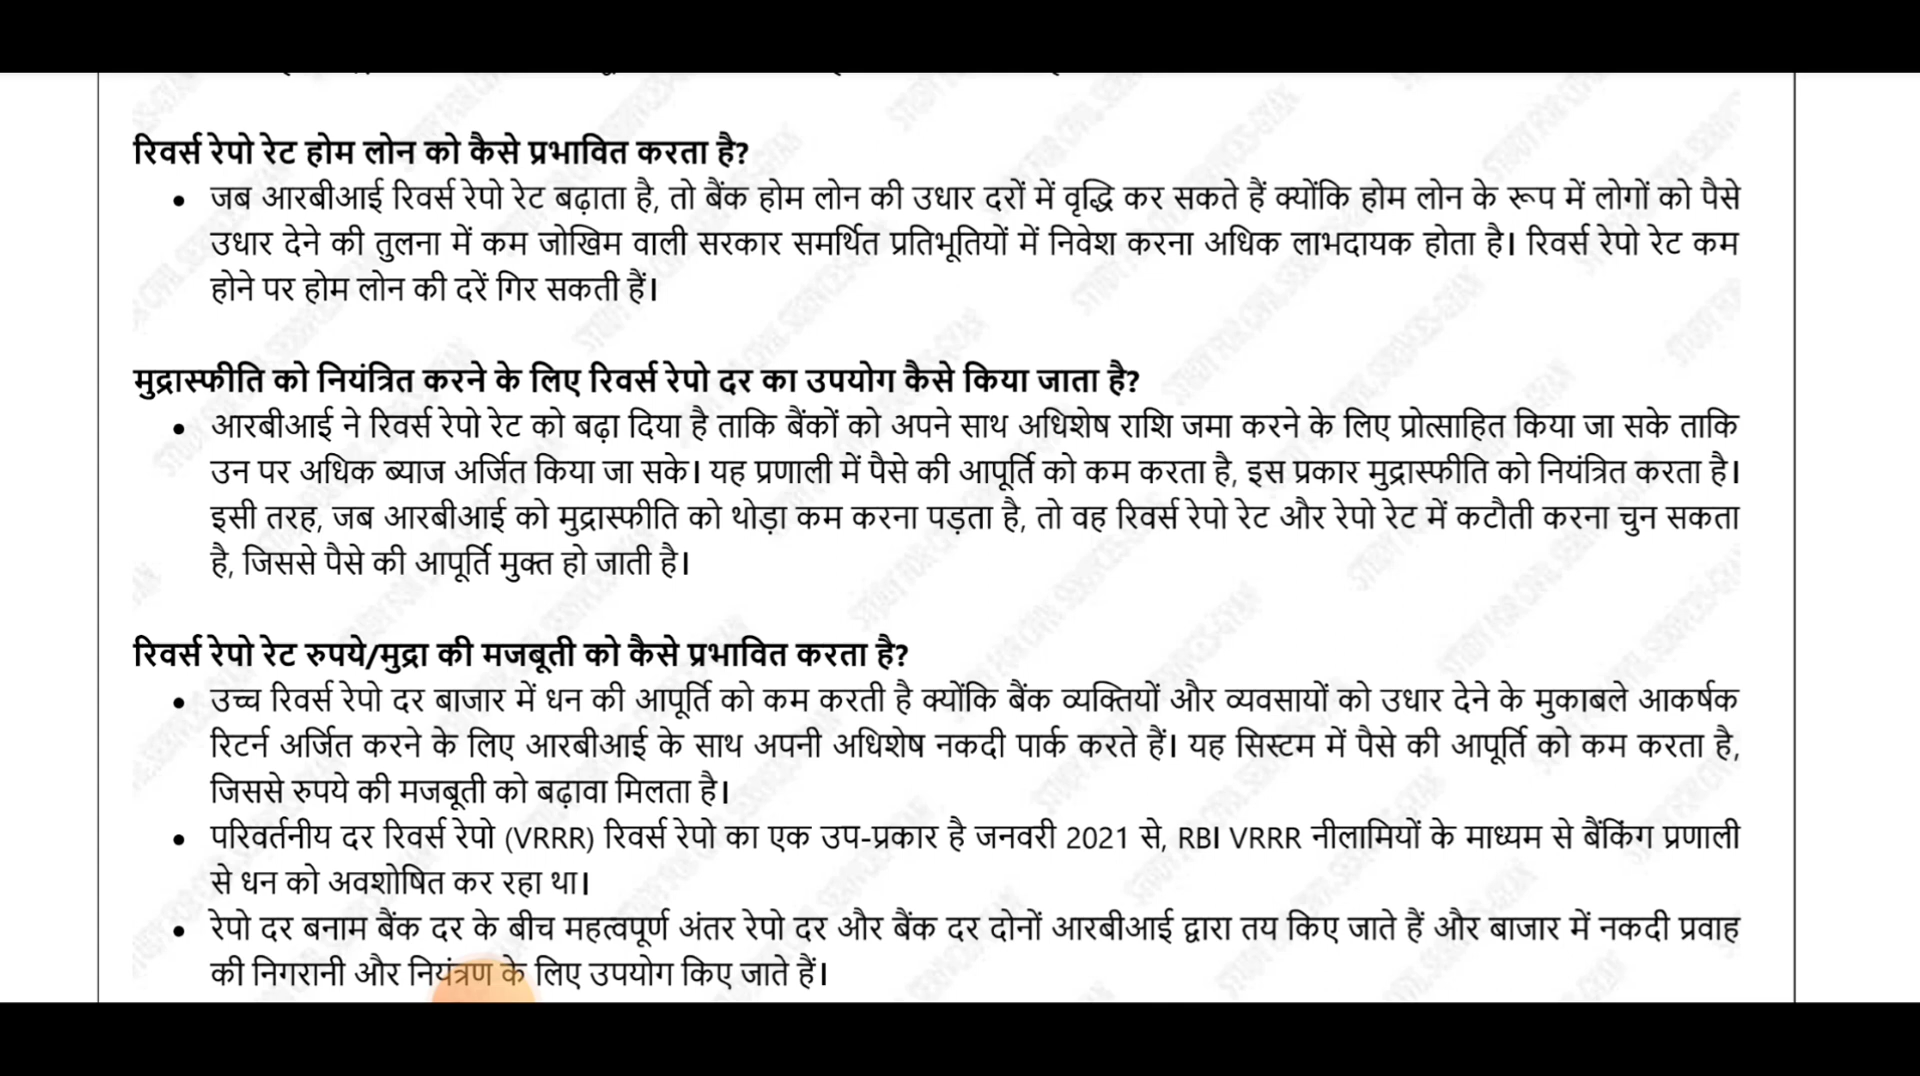 रिवर्स रेपो रेट होम लोन को कैसे प्रभावित करता है?
• जब आरबीआई रिवर्स रेपो रेट बढ़ाता है, तो बैंक होम लोन की उधार दरों में वृद्धि कर सकते हैं क्योंकि होम लोन के रूप में लोगों को पैसे
उधार देने की तुलना में कम जोखिम वाली सरकार समर्थित प्रतिभूतियों में निवेश करना अधिक लाभदायक होता है। रिवर्स रेपो रेट कम
होने पर होम लोन की दरें गिर सकती हैं।
मुद्रास्फीति को नियंत्रित करने के लिए रिवर्स रेपो दर का उपयोग कैसे किया जाता है?
• आरबीआई ने रिवर्स रेपो रेट को बढ़ा दिया है ताकि बैंकों को अपने साथ अधिशेष राशि जमा करने के लिए प्रोत्साहित किया जा सके ताकि
उन पर अधिक ब्याज अर्जित किया जा सके। यह प्रणाली में पैसे की आपूर्ति को कम करता है, इस प्रकार मुद्रास्फीति को नियंत्रित करता है।
इसी तरह, जब आरबीआई को मुद्रास्फीति को थोड़ा कम करना पड़ता है, तो वह रिवर्स रेपो रेट और रेपो रेट में कटौती करना चुन सकता
है, जिससे पैसे की आपूर्ति मुक्त हो जाती है।
रिवर्स रेपो रेट रुपये/मुद्रा की मजबूती को कैसे प्रभावित करता है?
• उच्च रिवर्स रेपो दर बाजार में धन की आपूर्ति को कम करती है क्योंकि बैंक व्यक्तियों और व्यवसायों को उधार देने के मुकाबले आकर्षक
रिटर्न अर्जित करने के लिए आरबीआई के साथ अपनी अधिशेष नकदी पार्क करते हैं। यह सिस्टम में पैसे की आपूर्ति को कम करता है,
जिससे रुपये की मजबूती को बढ़ावा मिलता है।
• परिवर्तनीय दर रिवर्स रेपो (VRRR) रिवर्स रेपो का एक उप-प्रकार है जनवरी 2021 से, RBI VRRR नीलामियों के माध्यम से बैंकिंग प्रणाली
से धन को अवशोषित कर रहा था।
• रेपो दर बनाम बैंक दर के बीच महत्वपूर्ण अंतर रेपो दर और बैंक दर दोनों आरबीआई द्वारा तय किए जाते हैं और बाजार में नकदी प्रवाह
की निगरानी और नियंत्रण के लिए उपयोग किए जाते हैं।